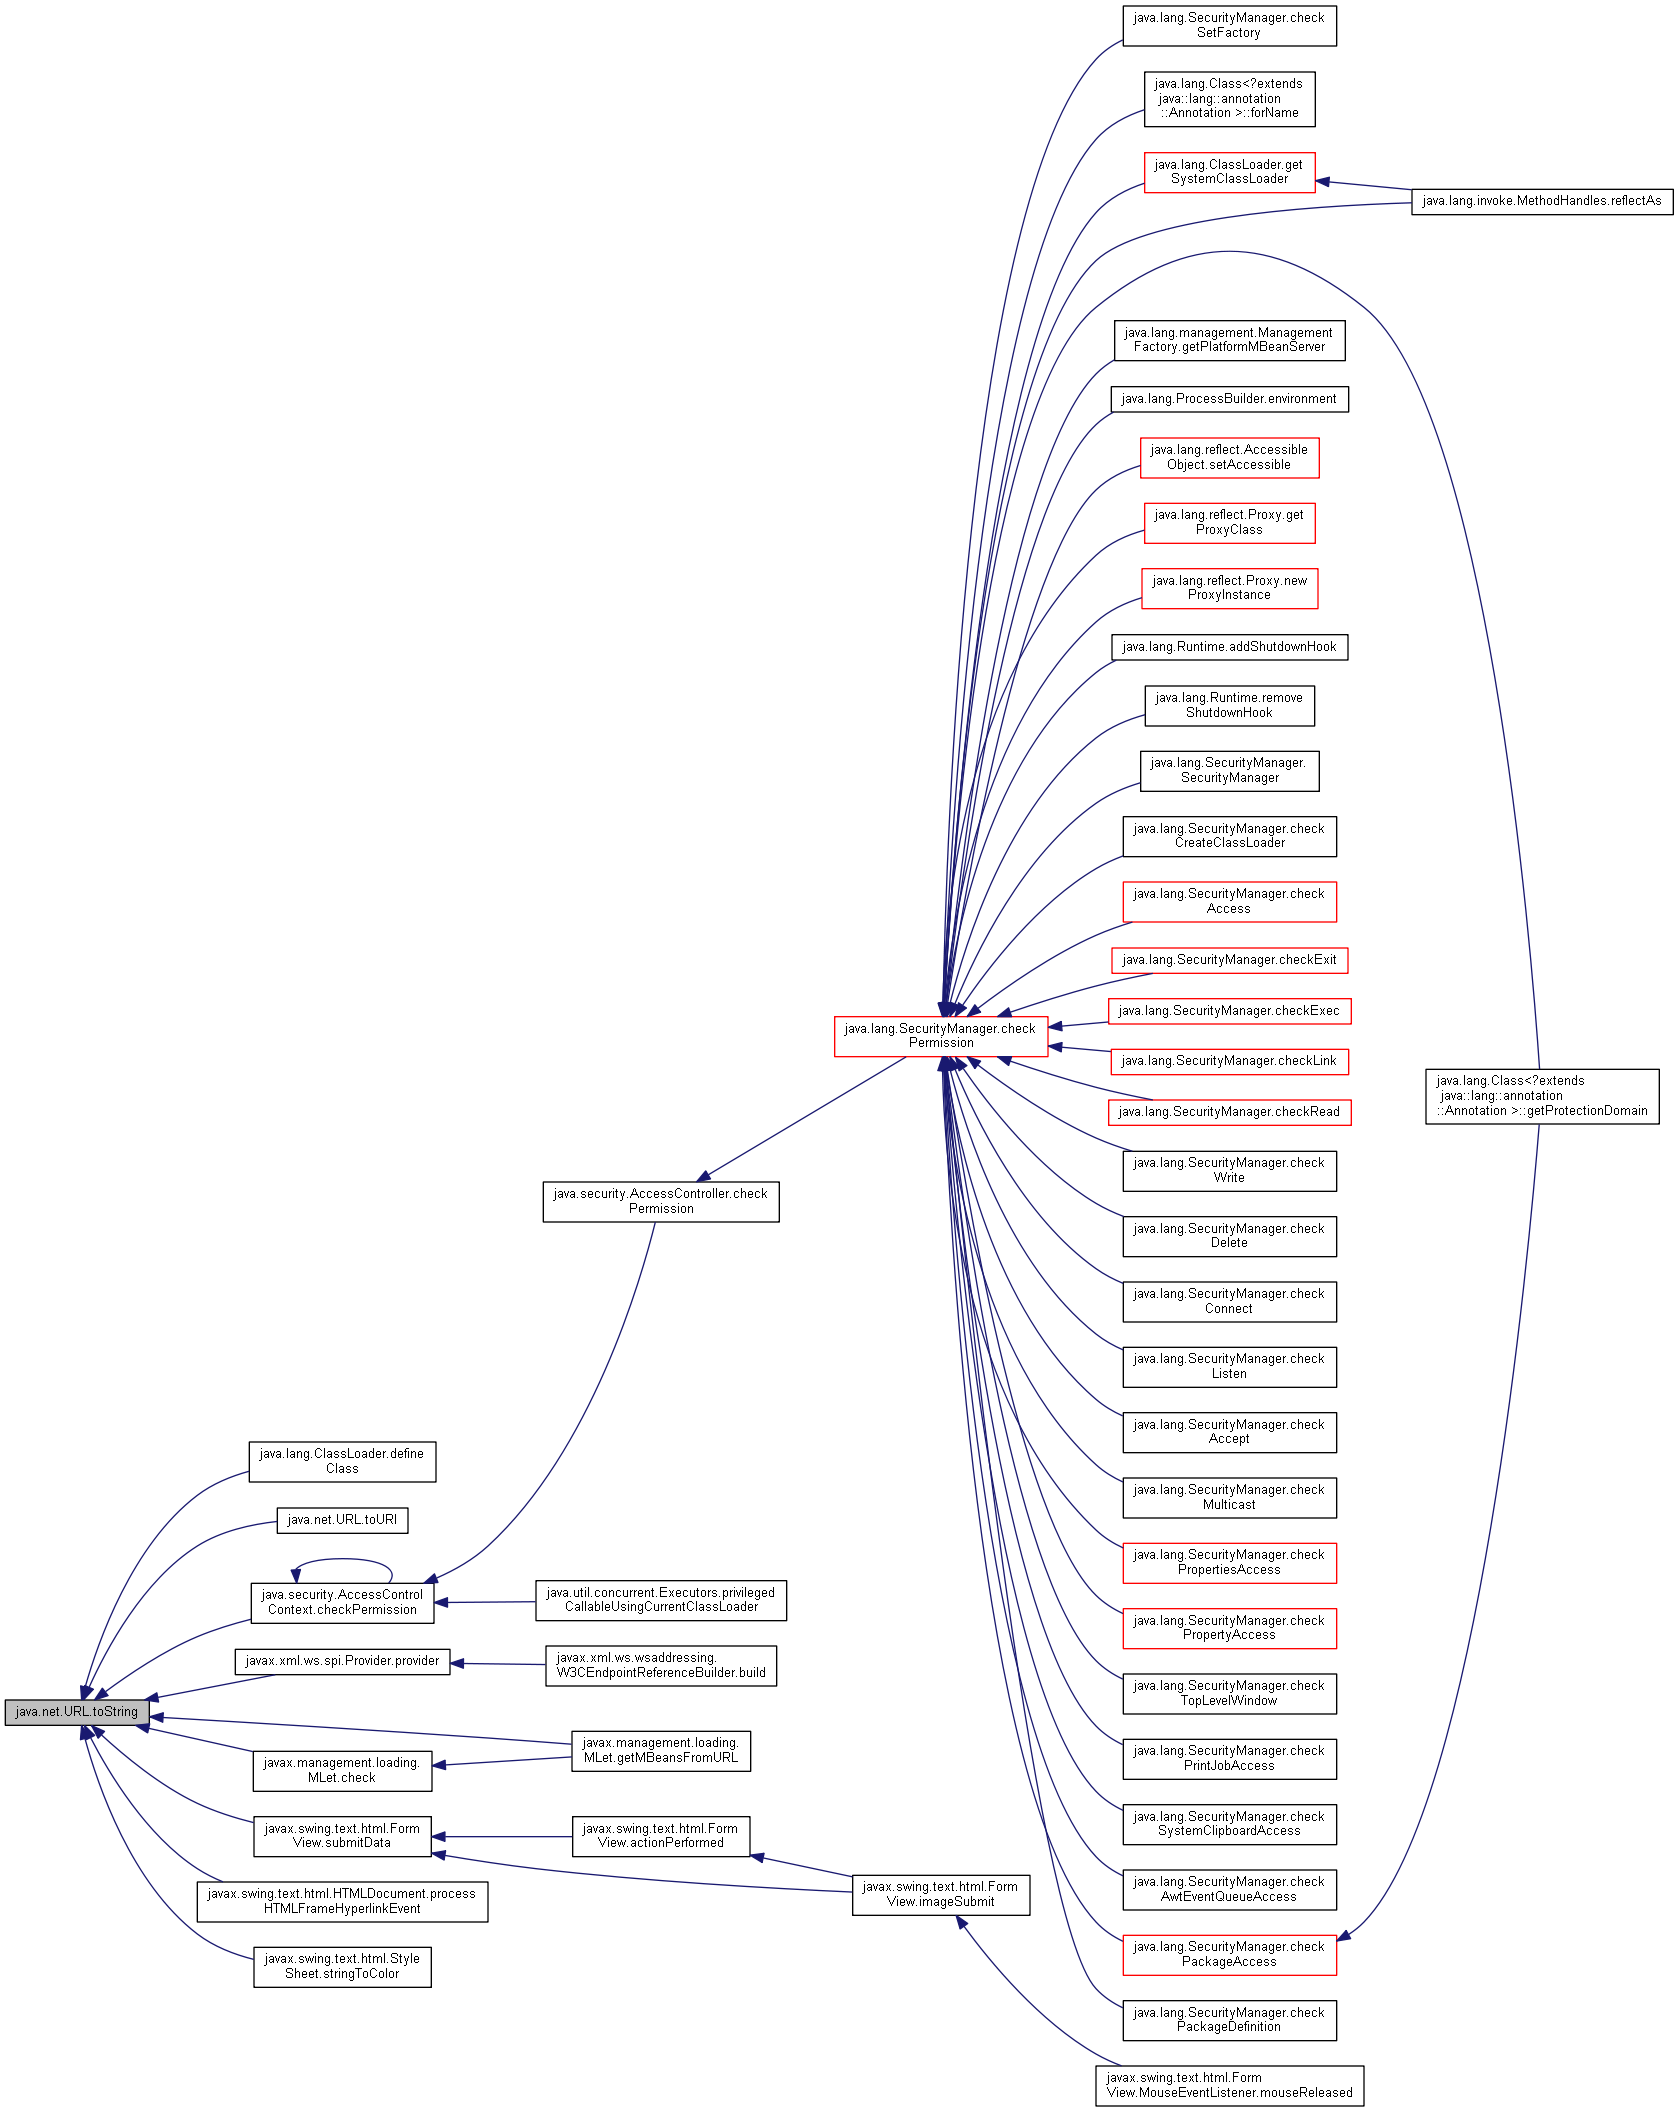 java.lang.SecurityManager.check
SetFactory
java.lang.Class<?extends
java::lang::annotation
::Annotation >::forName
java.lang.ClassLoader.get
SystemClassLoader
java.lang.invoke.MethodHandles.reflectAs
java.lang.management.Management
Factory.getPlatformMBeanServer
java.lang.ProcessBuilder.environment
java.lang.reflect.Accessible
Object.setAccessible
java.lang.reflect.Proxy.get
ProxyClass
java.lang.reflect.Proxy.new
ProxyInstance
java.lang.Runtime.addShutdownHook
java.lang.Runtime.remove
ShutdownHook
java.lang.SecurityManager.
SecurityManager
java.lang.SecurityManager.check
CreateClassLoader
java.lang.SecurityManager.check
Access
java.lang.SecurityManager.checkExit
java.lang.SecurityManager.checkExec
java.lang.SecurityManager.check
Permission
java.lang.SecurityManager.checkLink
java.lang.Class<?extends
java::lang::annotation
::Annotation >::getProtectionDomain
java.lang.SecurityManager.checkRead
java.lang.SecurityManager.check
Write
java.security.AccessController.check
Permission
java.lang.SecurityManager.check
Delete
java.lang.SecurityManager.check
Connect
java.lang.SecurityManager.check
Listen
java.lang.SecurityManager.check
Accept
java.lang.ClassLoader.define
Class
java.lang.SecurityManager.check
Multicast
java.net.URL.toURI
java.lang.SecurityManager.check
PropertiesAccess
java.security.AccessControl
Context.checkPermission
java.util.concurrent.Executors.privileged
CallableUsingCurrentClassLoader
java.lang.SecurityManager.check
PropertyAccess
javax.xml.ws.spi.Provider.provider
javax.xml.ws.wsaddressing.
W3CEndpointReferenceBuilder.build
java.lang.SecurityManager.check
TopLevelWindow
java.net.URL.toString
javax.management.loading.
MLet.getMBeansFromURL
java.lang.SecurityManager.check
PrintJobAccess
javax.management.loading.
MLet.check
java.lang.SecurityManager.check
SystemClipboardAccess
javax.swing.text.html.Form
View.submitData
javax.swing.text.html.Form
View.actionPerformed
java.lang.SecurityManager.check
AwtEventQueueAccess
javax.swing.text.html.Form
View.imageSubmit
javax.swing.text.html.HTMLDocument.process
HTMLFrameHyperlinkEvent
java.lang.SecurityManager.check
PackageAccess
javax.swing.text.html.Style
Sheet.stringToColor
java.lang.SecurityManager.check
PackageDefinition
javax.swing.text.html.Form
View.MouseEventListener.mouseReleased